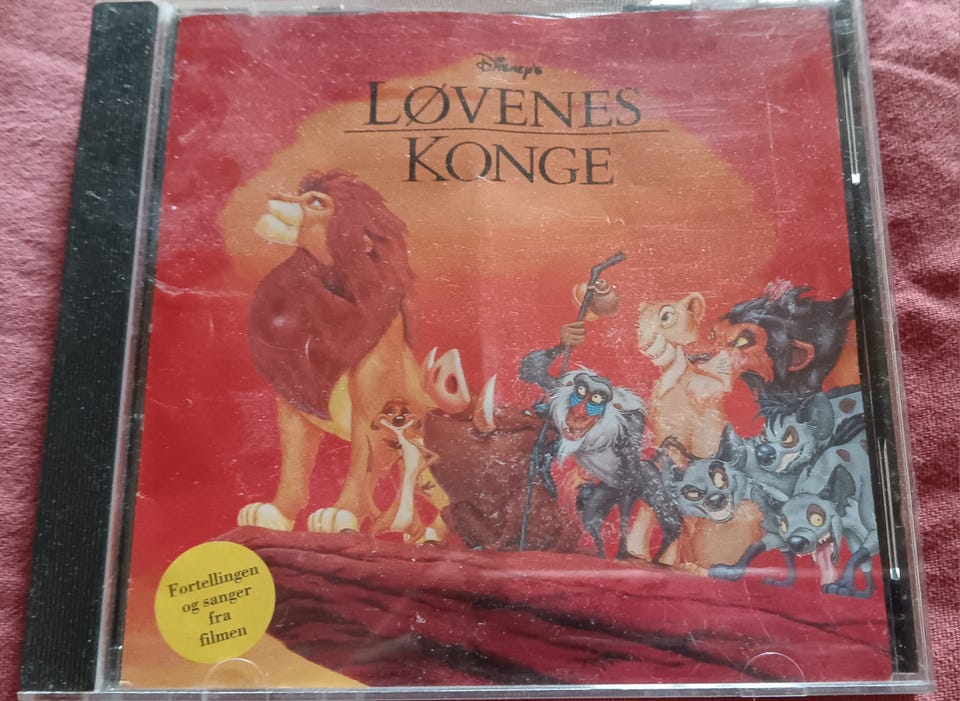 Disney's
LØVENES
KONGE
Fortellingen
og sanger
fra
filmen